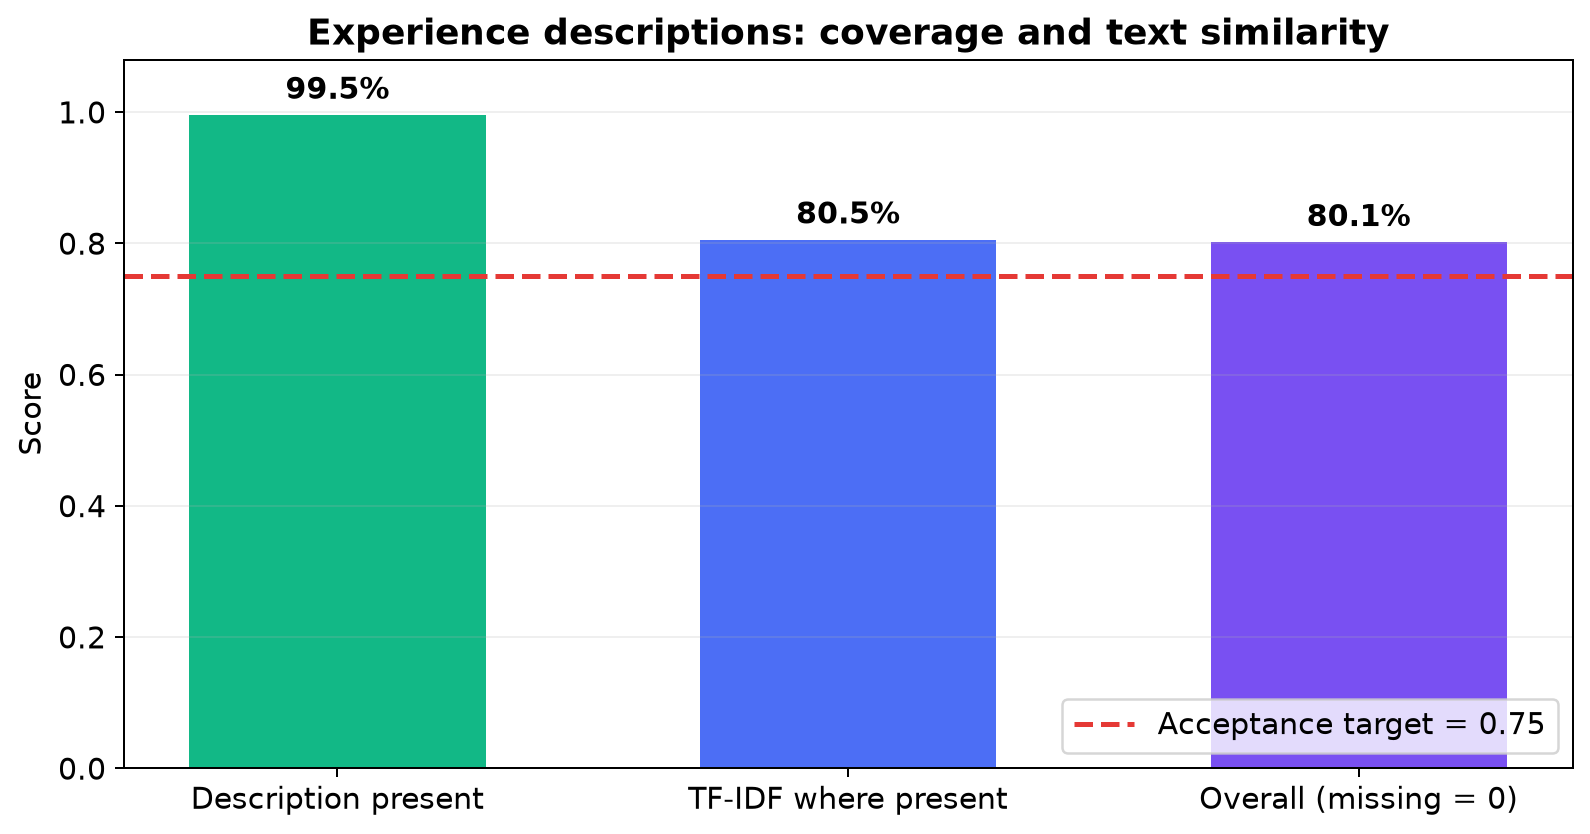 Experience descriptions: coverage and text similarity
99.5%
80.5%
80.1%
1.0
0.8
0.6
0.4
0.2
0.0
Score
Acceptance target = 0.75
Description present
TF-IDF where present
Overall (missing = 0)